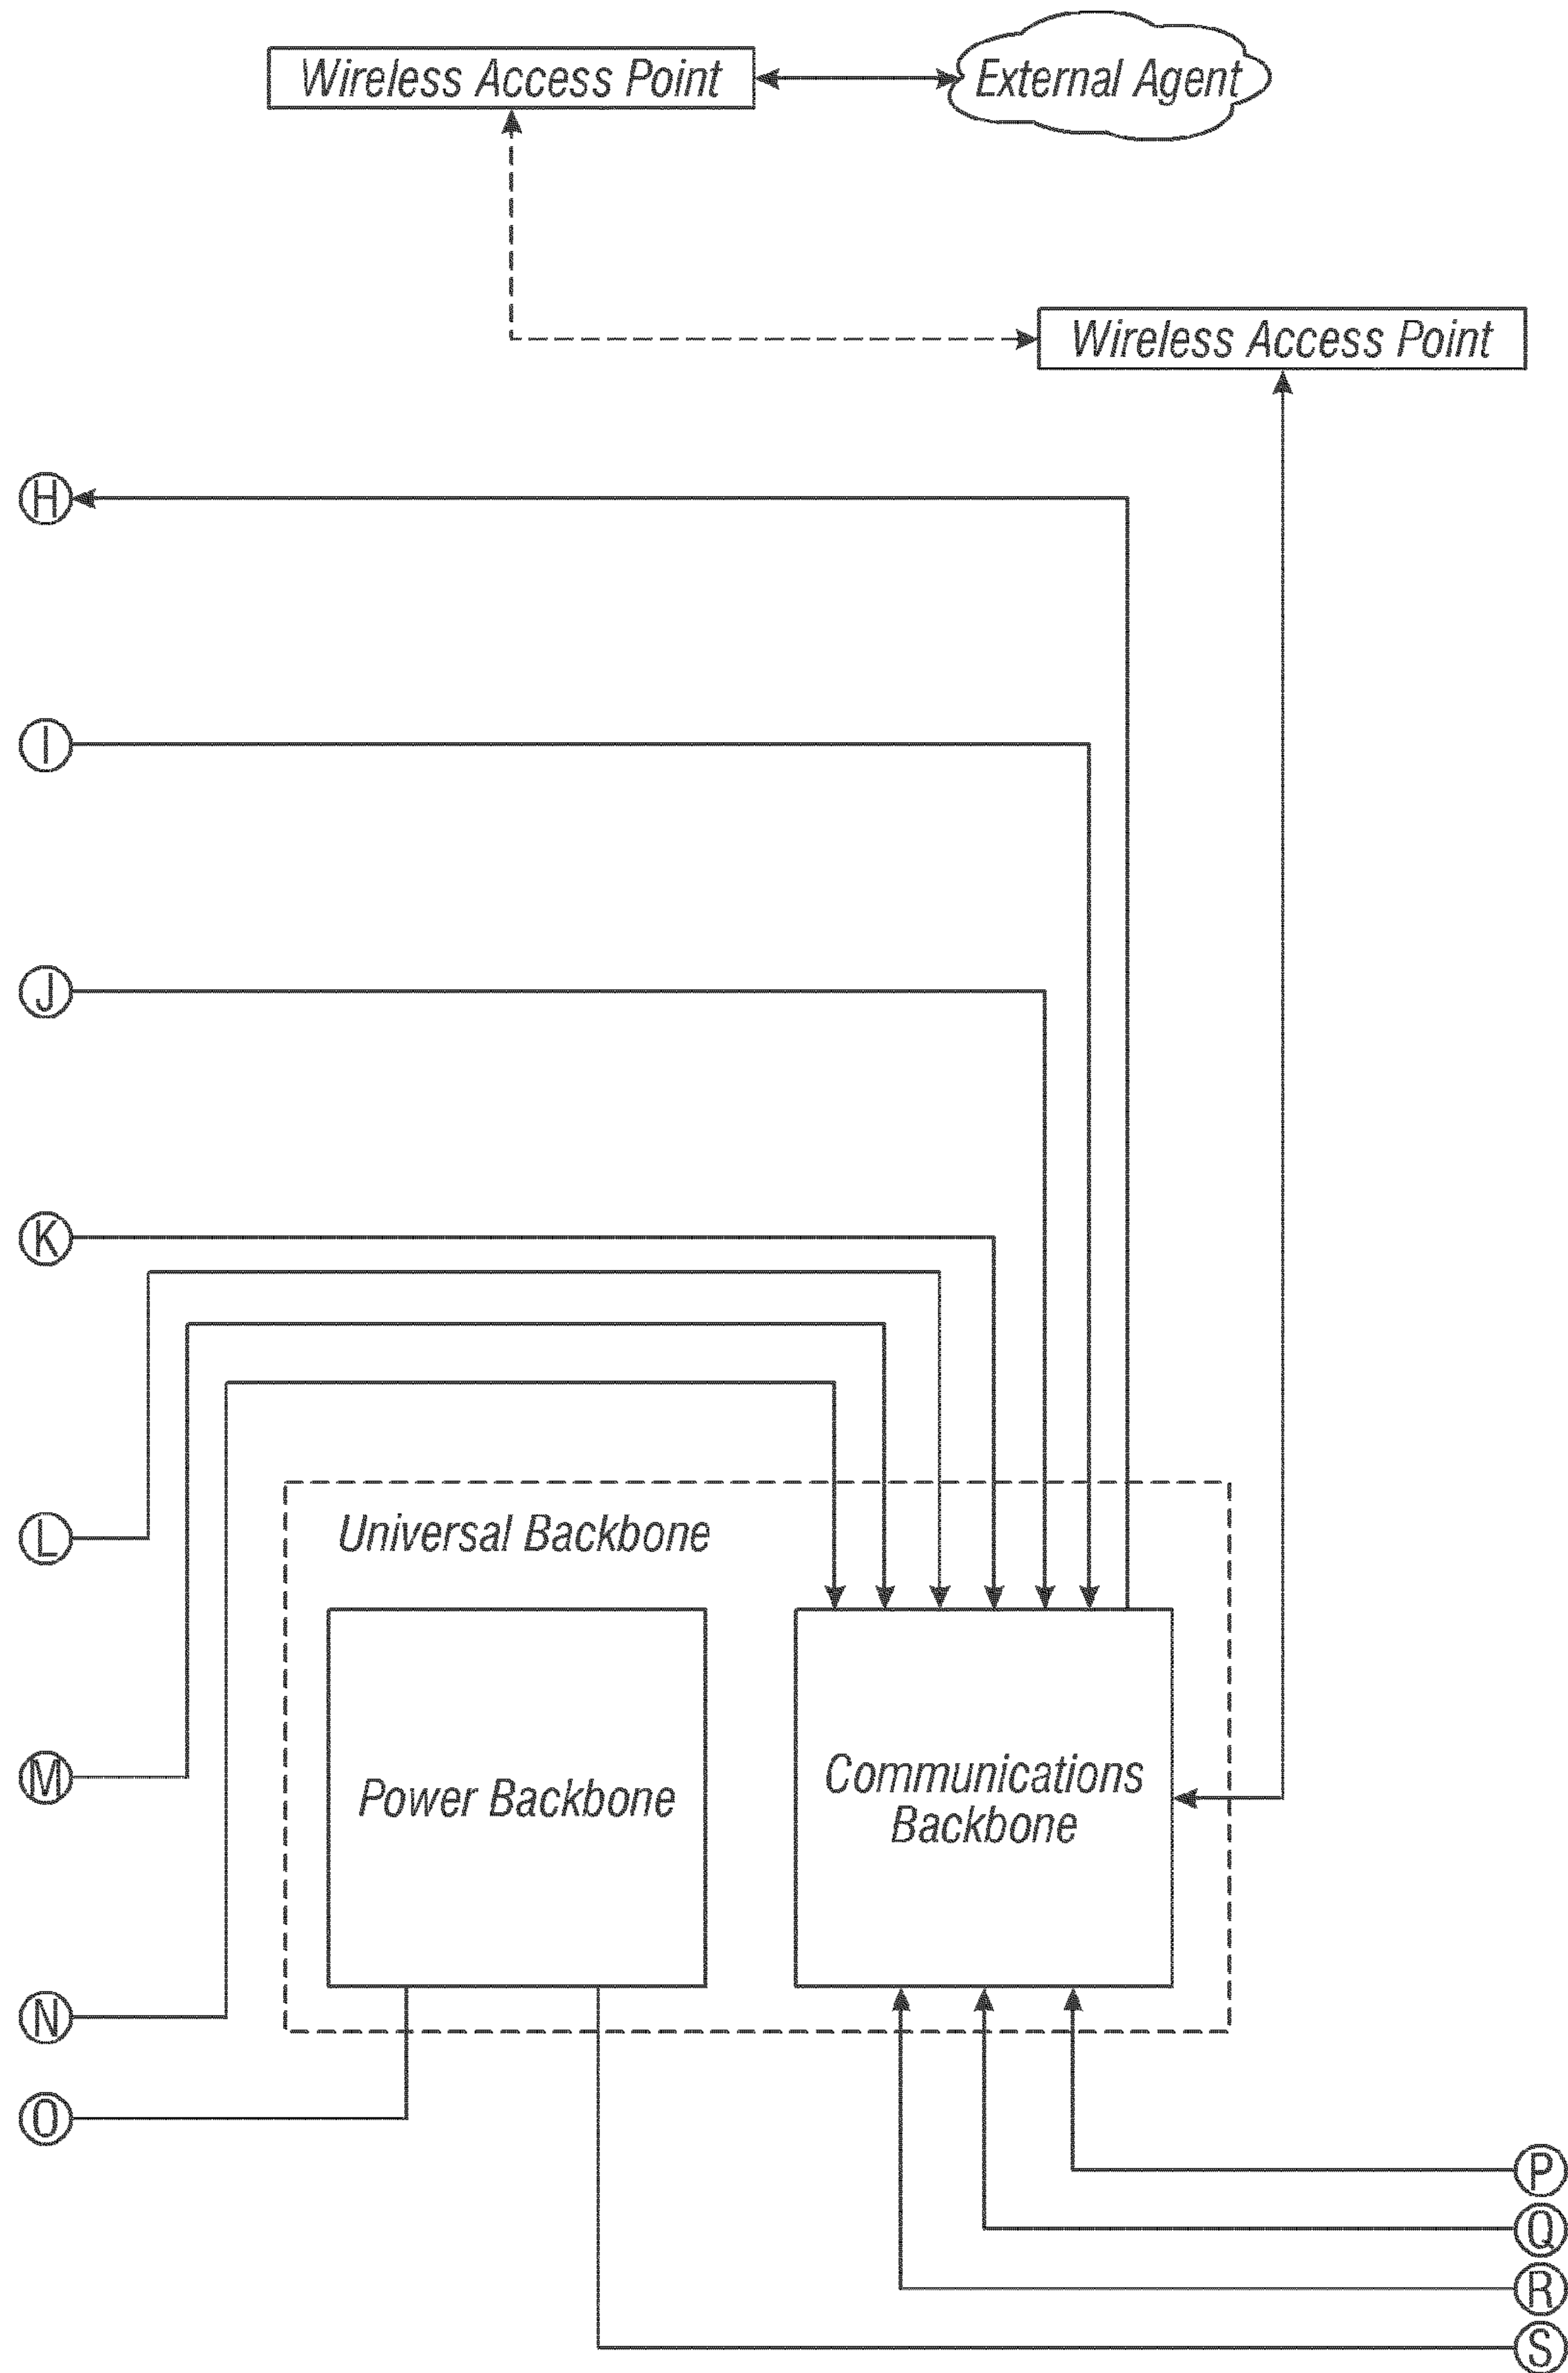 Wireless Access Point
External Agent
Wireless Access Point
H
I
J
K
L
Universal Backbone
M
Power Backbone
Communications
Backbone
N
O
P
Q
R
S